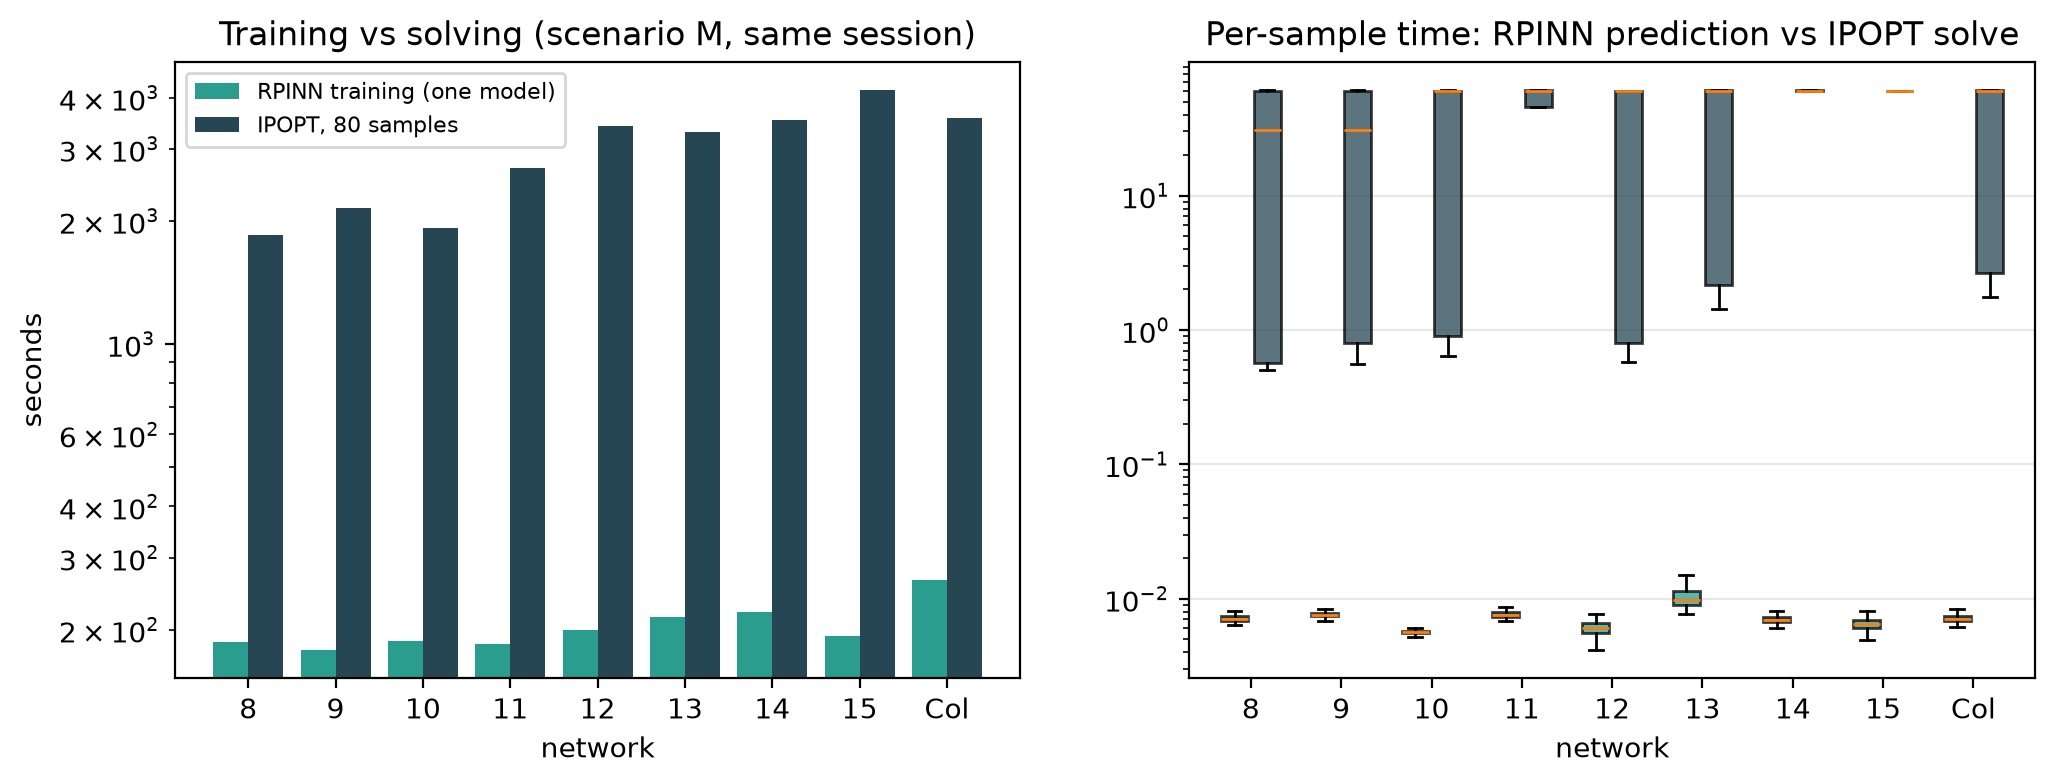 Training vs solving (scenario M, same session)
RPINN training (one model)
IPOPT, 80 samples
seconds
4 × 10³
3 × 10³
2 × 10³
10³
6 × 10²
4 × 10²
3 × 10²
2 × 10²
8 9 10 11 12 13 14 15 Col
network
Per-sample time: RPINN prediction vs IPOPT solve
10¹
10⁰
10⁻¹
10⁻²
8 9 10 11 12 13 14 15 Col
network